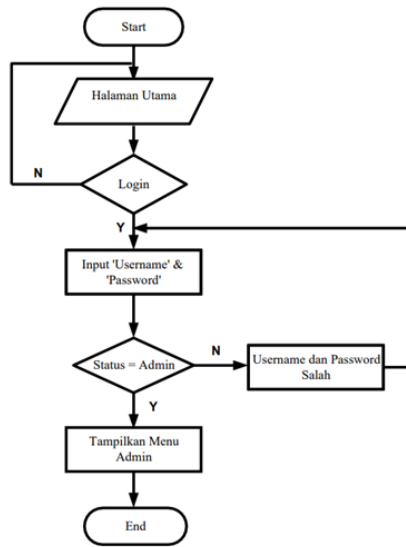 Start
Halaman Utama
N
Login
Y
Input 'Username' &
'Password'
Status = Admin
N
Username dan Password
Salah
Y
Tampilkan Menu
Admin
End